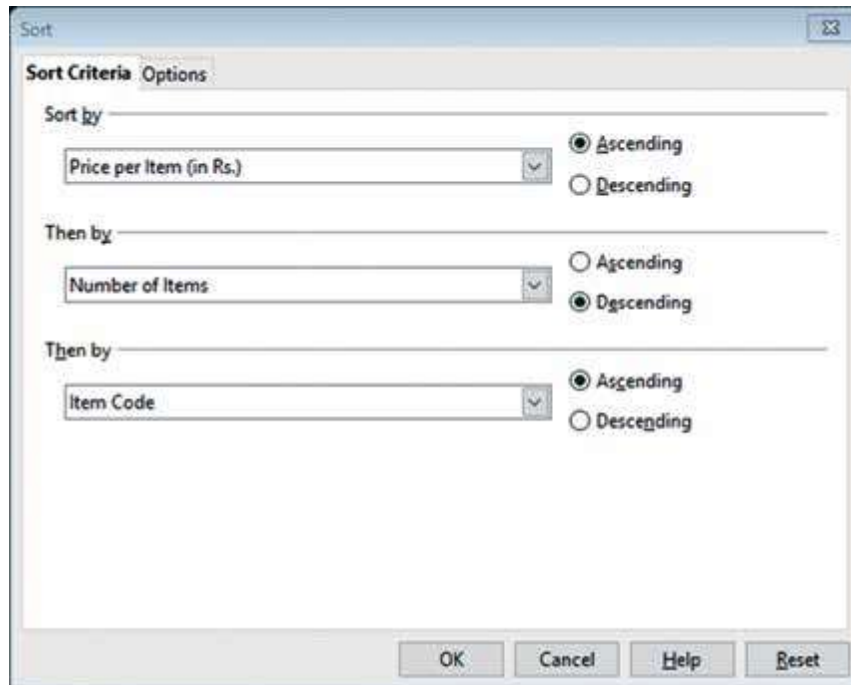 Sort
Sort Criteria Options
Sort by
Price per Item (in Rs.)
Ascending
Descending
Then by
Number of Items
Ascending
Descending
Then by
Item Code
Ascending
Descending
OK Cancel Help Reset